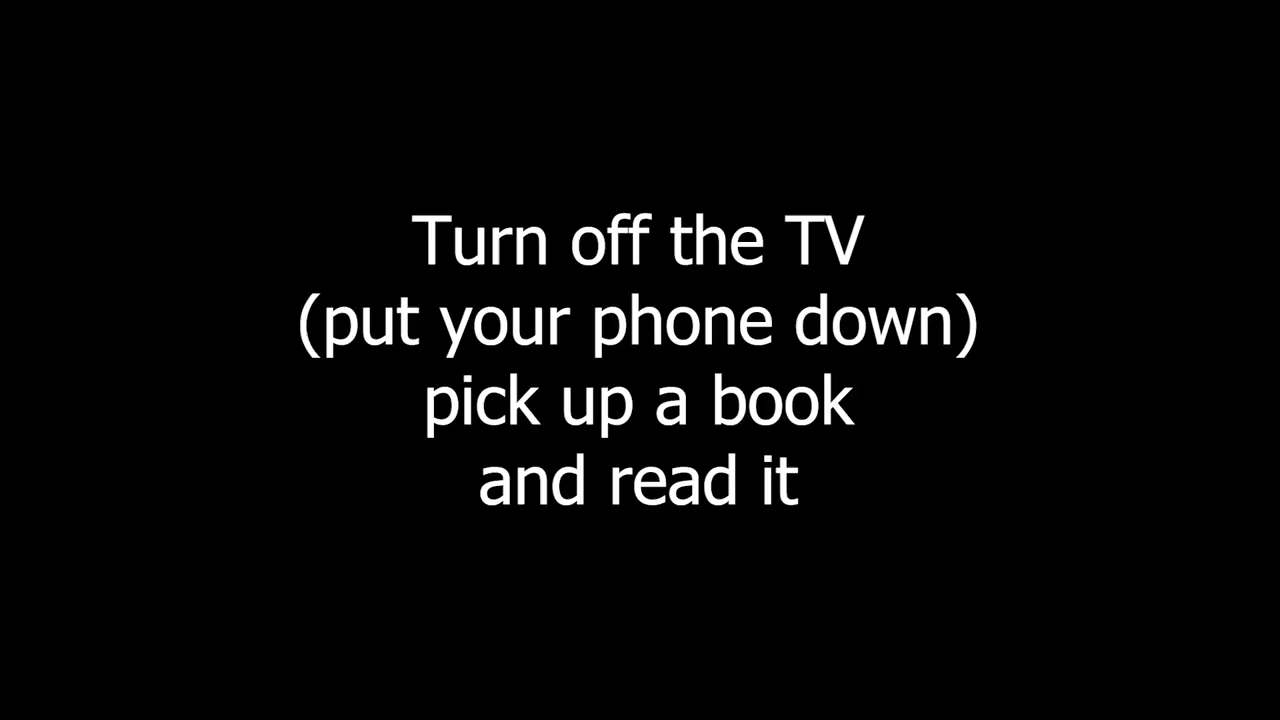 Turn off the TV
(put your phone down)
pick up a book
and read it